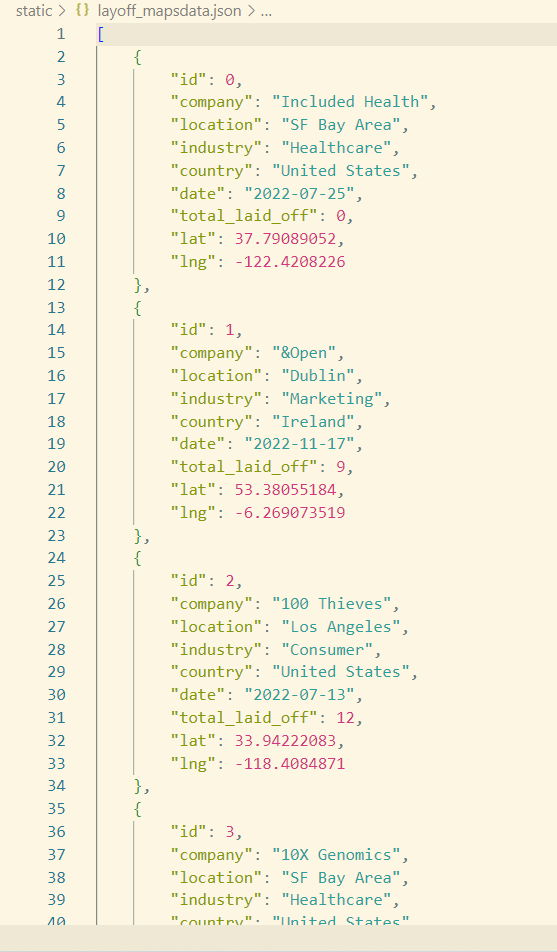 static > {} layoff_mapsdata.json > ...
1 [
2 {
3 "id": 0,
4 "company": "Included Health",
5 "location": "SF Bay Area",
6 "industry": "Healthcare",
7 "country": "United States",
8 "date": "2022-07-25",
9 "total_laid_off": 0,
10 "lat": 37.79089052,
11 "lng": -122.4208226
12 },
13 {
14 "id": 1,
15 "company": "&Open",
16 "location": "Dublin",
17 "industry": "Marketing",
18 "country": "Ireland",
19 "date": "2022-11-17",
20 "total_laid_off": 9,
21 "lat": 53.38055184,
22 "lng": -6.269073519
23 },
24 {
25 "id": 2,
26 "company": "100 Thieves",
27 "location": "Los Angeles",
28 "industry": "Consumer",
29 "country": "United States",
30 "date": "2022-07-13",
31 "total_laid_off": 12,
32 "lat": 33.94222083,
33 "lng": -118.4084871
34 },
35 {
36 "id": 3,
37 "company": "10X Genomics",
38 "location": "SF Bay Area",
39 "industry": "Healthcare",
40 "country": "United States"